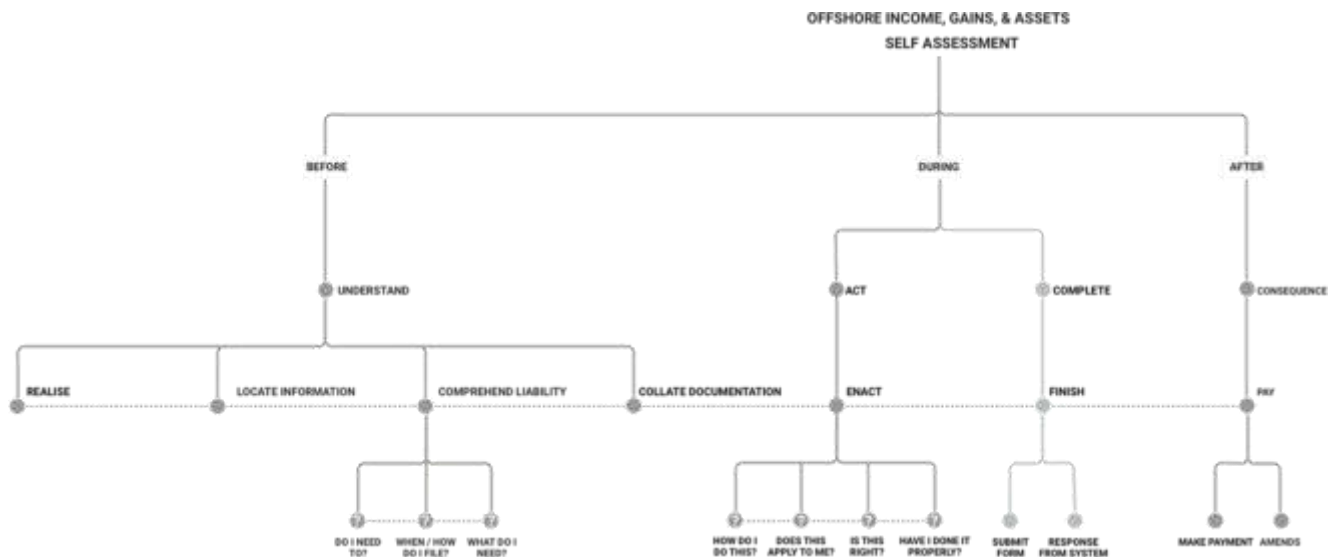 OFFSHORE INCOME, GAINS, & ASSETS
SELF ASSESSMENT
BEFORE
DURING
AFTER
UNDERSTAND
ACT
COMPLETE
CONSEQUENCE
REALISE
LOCATE INFORMATION
COMPREHEND LIABILITY
COLLATE DOCUMENTATION
ENACT
FINISH
PAY
? ? ? ? ? ? ?
DO I NEED
TO?
WHEN / HOW
DO I FILE?
WHAT DO I
NEED?
HOW DO I
DO THIS?
DOES THIS
APPLY TO ME?
IS THIS
RIGHT?
HAVE I DONE IT
PROPERLY?
SUBMIT
FORM
RESPONSE
FROM SYSTEM
MAKE PAYMENT
AMENDS